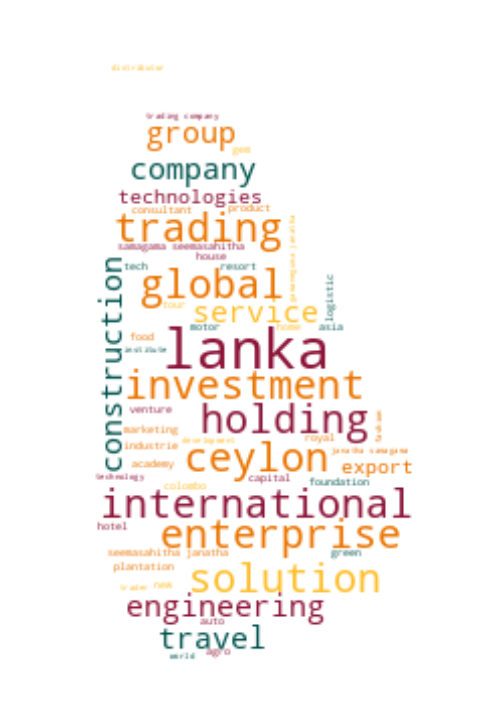 distributor
trading company
group
gem
company
technologies
consultant product
trading
samagama seemasahitha
house
tech resort
global
construction
tour
service
logistic
motor home asia
food
institute
lanka
investment
venture
holding
marketing
royal
industrie development
janatha samagama
ceylon
academy
export
technology
capital
foundation
colombo
international
hotel
enterprise
seemasahitha janatha
green
plantation
solution
trader new
engineering
auto
travel
world agro